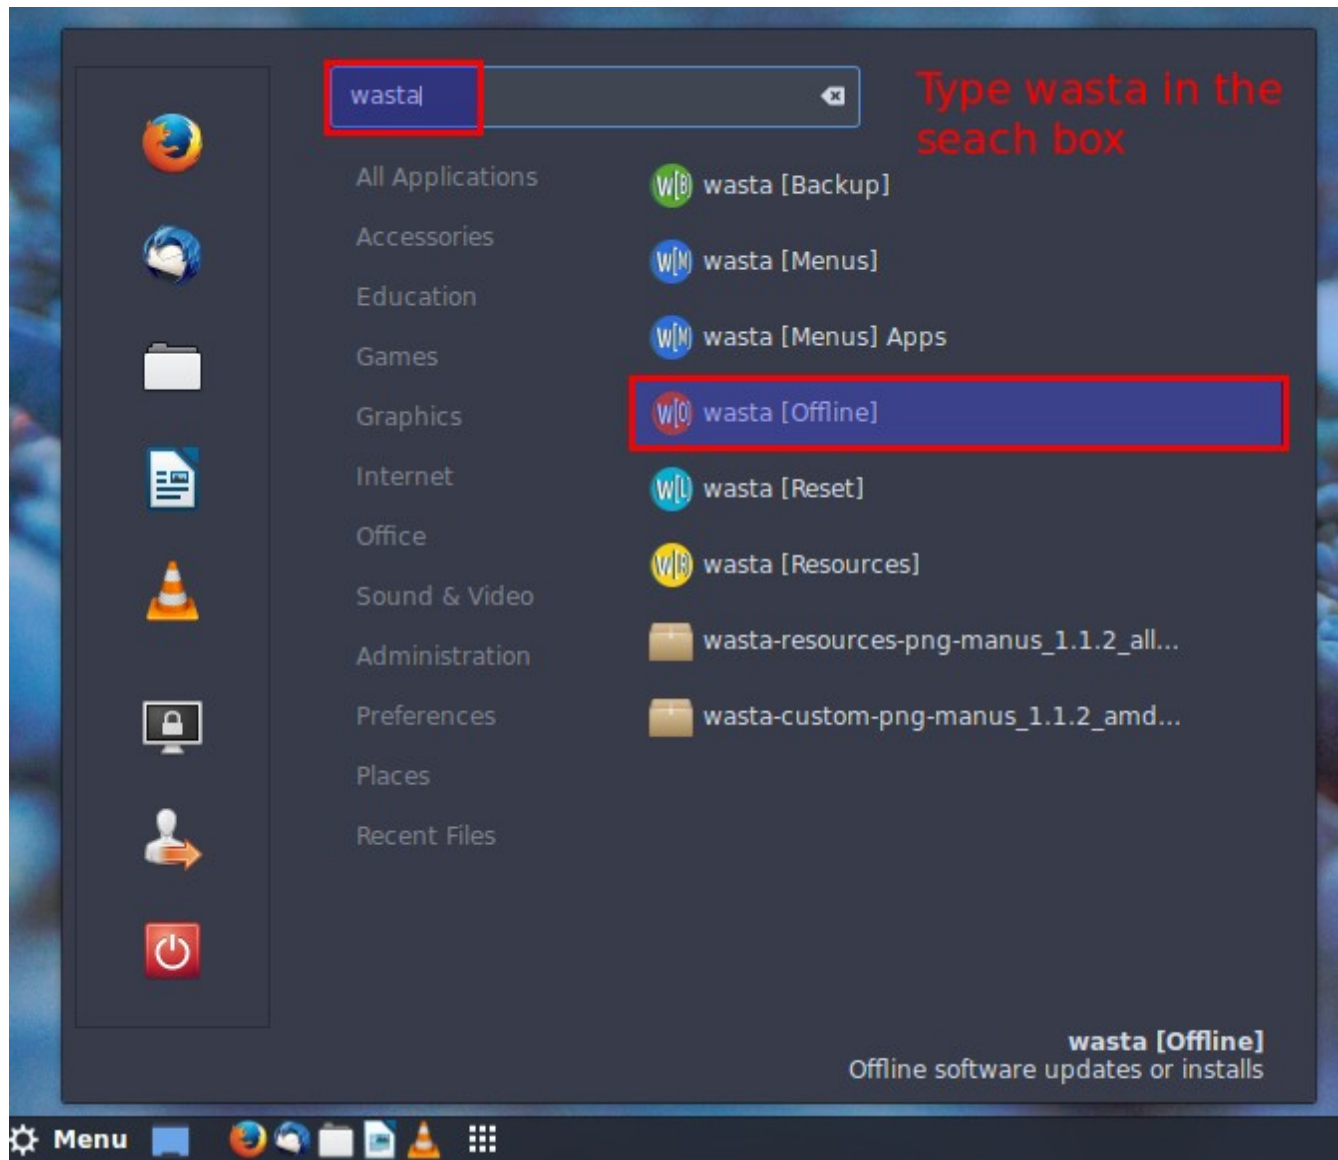 wasta
Type wasta in the
seach box
All Applications
Accessories
Education
Games
Graphics
Internet
Office
Sound & Video
Administration
Preferences
Places
Recent Files
W[B] wasta [Backup]
W[M] wasta [Menus]
W[M] wasta [Menus] Apps
W[O] wasta [Offline]
W[L] wasta [Reset]
W[R] wasta [Resources]
wasta-resources-png-manus_1.1.2_all...
wasta-custom-png-manus_1.1.2_amd...
wasta [Offline]
Offline software updates or installs
Menu